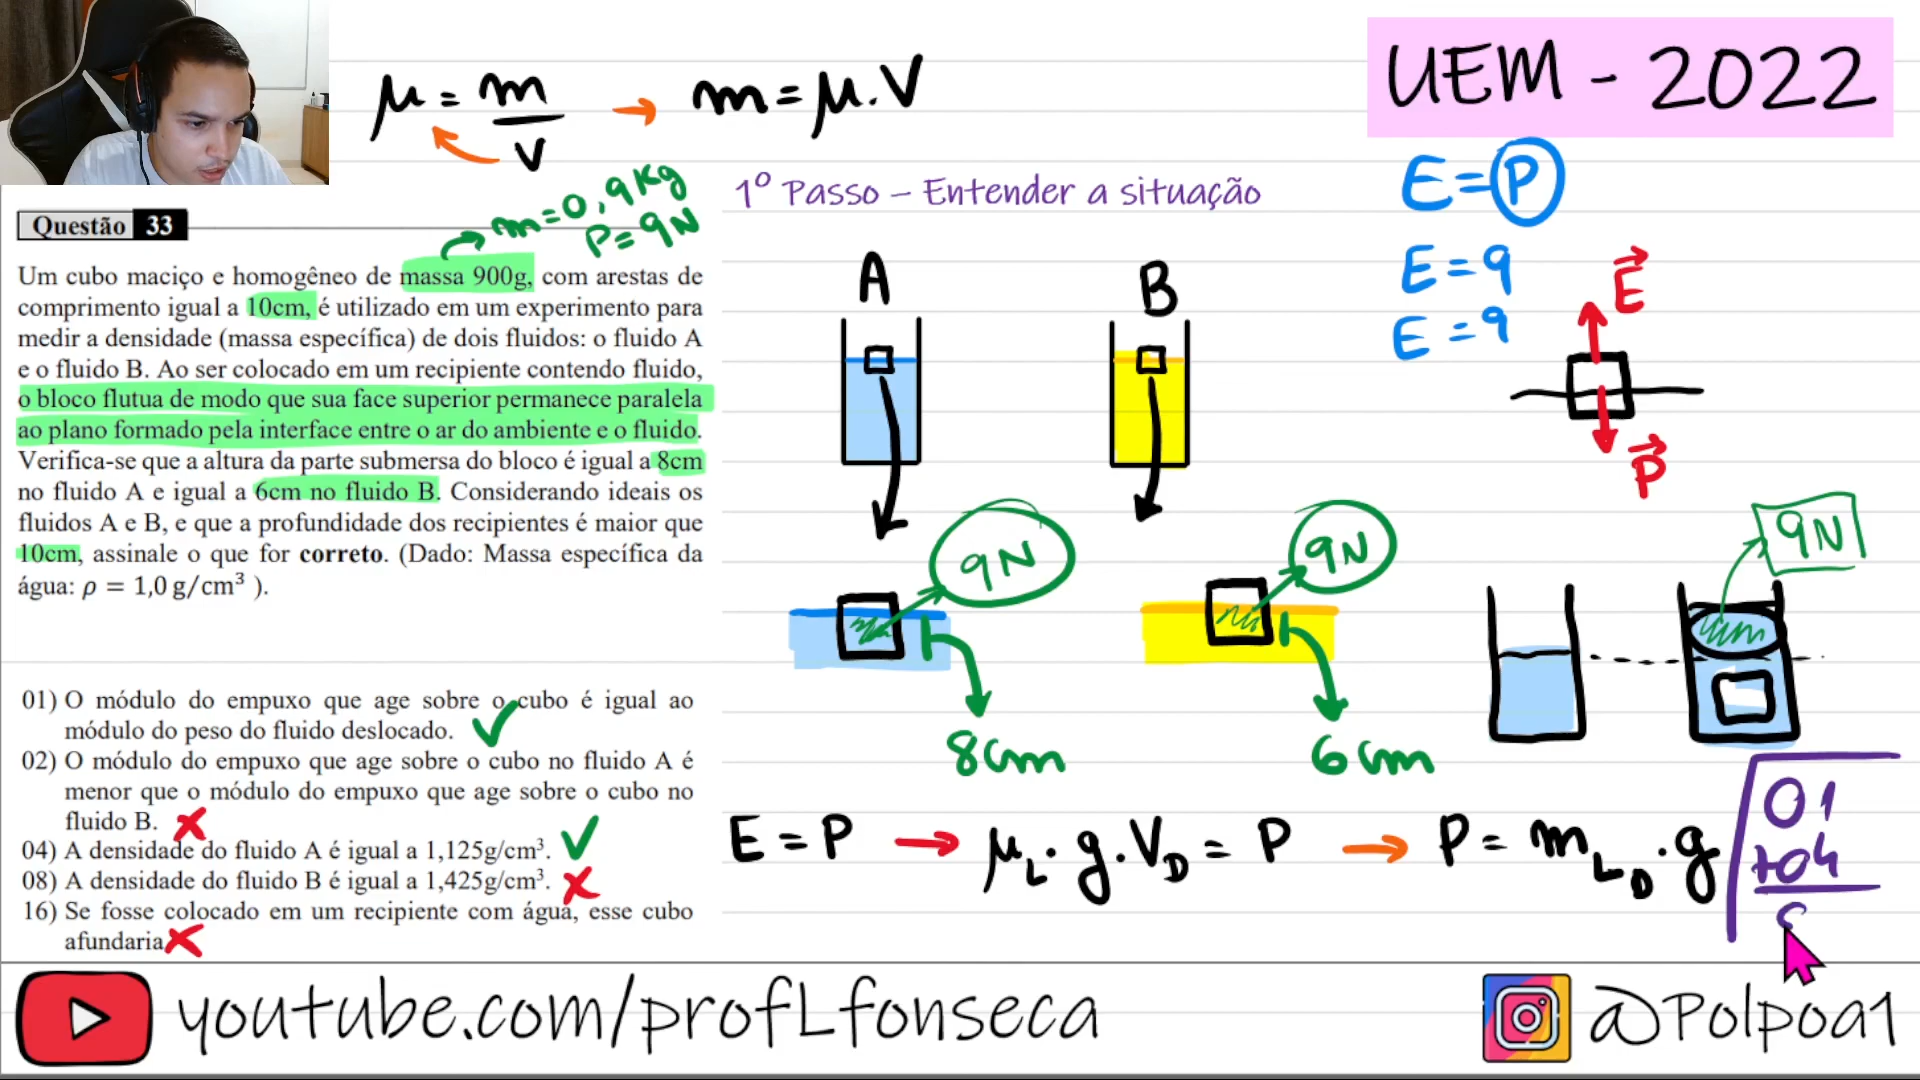 μ = m/V → m = μ.V
UEM - 2022
m = 0,9 Kg
P = 9N
1º Passo – Entender a situação
E = P
E = 9
E = 9
E
P
Questão 33
Um cubo maciço e homogêneo de massa 900g, com arestas de
comprimento igual a 10cm, é utilizado em um experimento para
medir a densidade (massa específica) de dois fluidos: o fluido A
e o fluido B. Ao ser colocado em um recipiente contendo fluido,
o bloco flutua de modo que sua face superior permanece paralela
ao plano formado pela interface entre o ar do ambiente e o fluido.
Verifica-se que a altura da parte submersa do bloco é igual a 8cm
no fluido A e igual a 6cm no fluido B. Considerando ideais os
fluidos A e B, e que a profundidade dos recipientes é maior que
10cm, assinale o que for correto. (Dado: Massa específica da
água: ρ = 1,0 g/cm³ ).
01) O módulo do empuxo que age sobre o cubo é igual ao
módulo do peso do fluido deslocado.
02) O módulo do empuxo que age sobre o cubo no fluido A é
menor que o módulo do empuxo que age sobre o cubo no
fluido B.
04) A densidade do fluido A é igual a 1,125g/cm³.
08) A densidade do fluido B é igual a 1,425g/cm³.
16) Se fosse colocado em um recipiente com água, esse cubo
afundaria.
A
B
9N
9N
9N
8cm
6cm
E = P → μL . g . VD = P → P = mLD . g
01
+04
youtube.com/profLfonseca
@Polpoa1